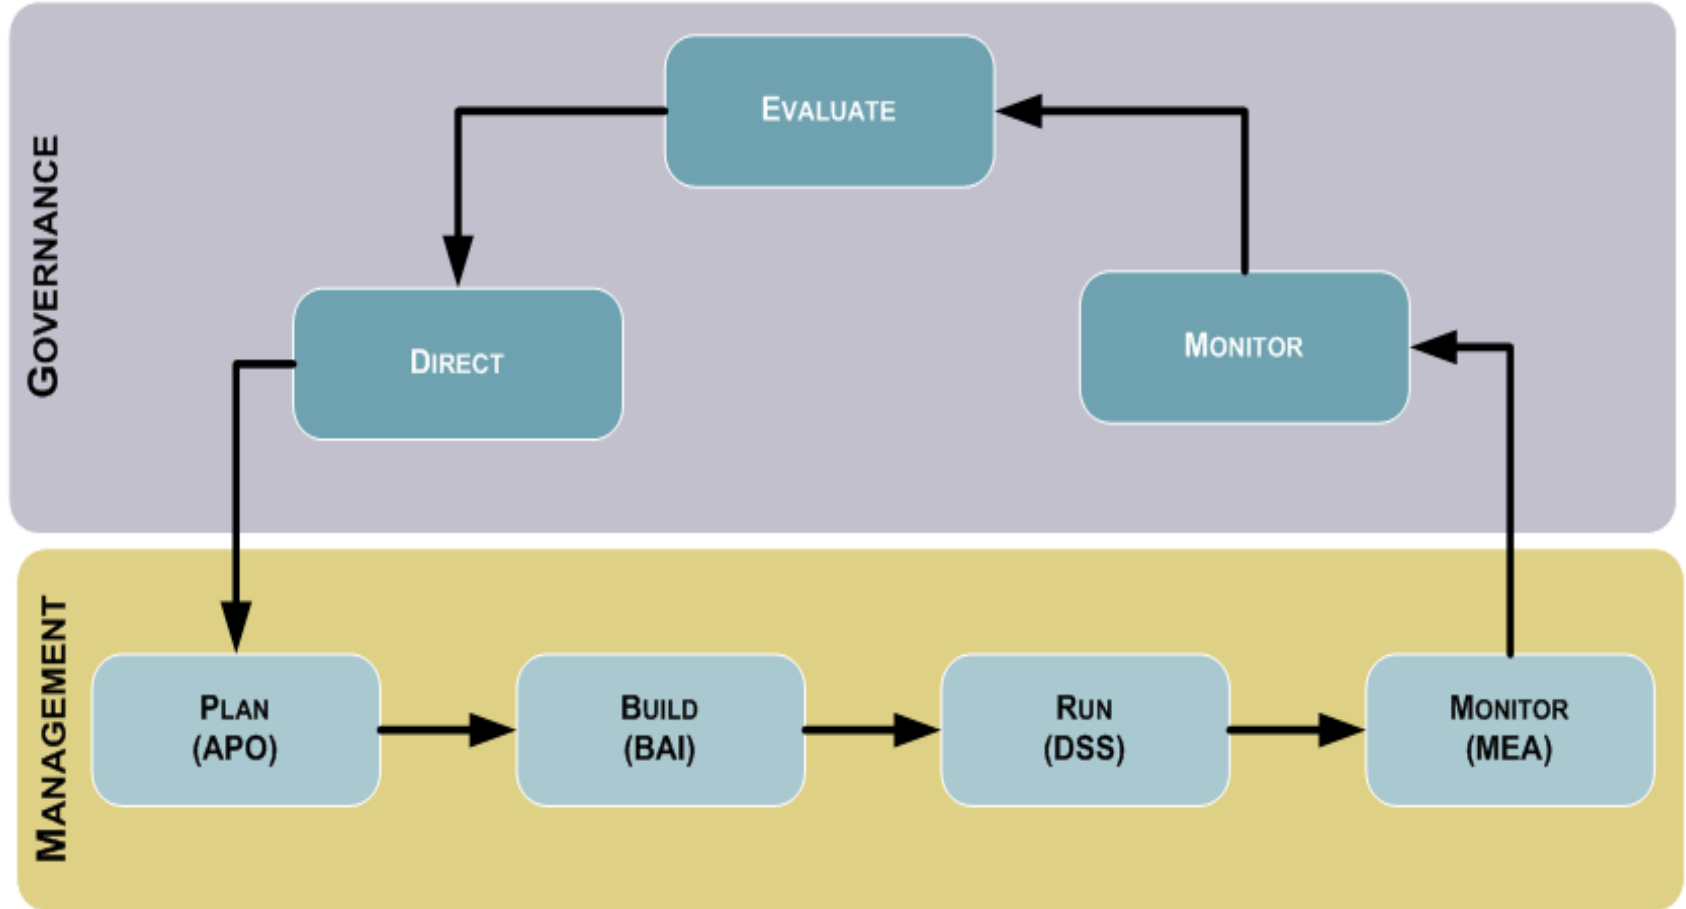 GOVERNANCE
EVALUATE
DIRECT
MONITOR
MANAGEMENT
PLAN
(APO)
BUILD
(BAI)
RUN
(DSS)
MONITOR
(MEA)